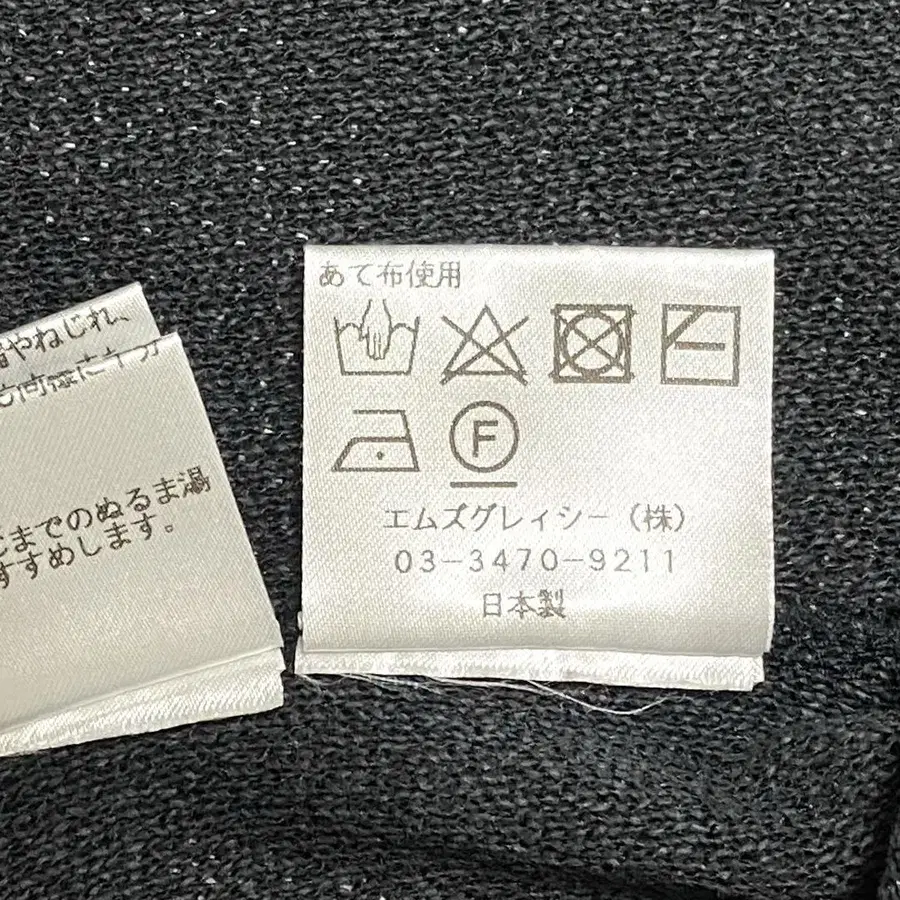 あて布使用
F
エムズグレイシー（株）
03-3470-9211
日本製
やねじれ、
までのぬるま湯
すすめします。